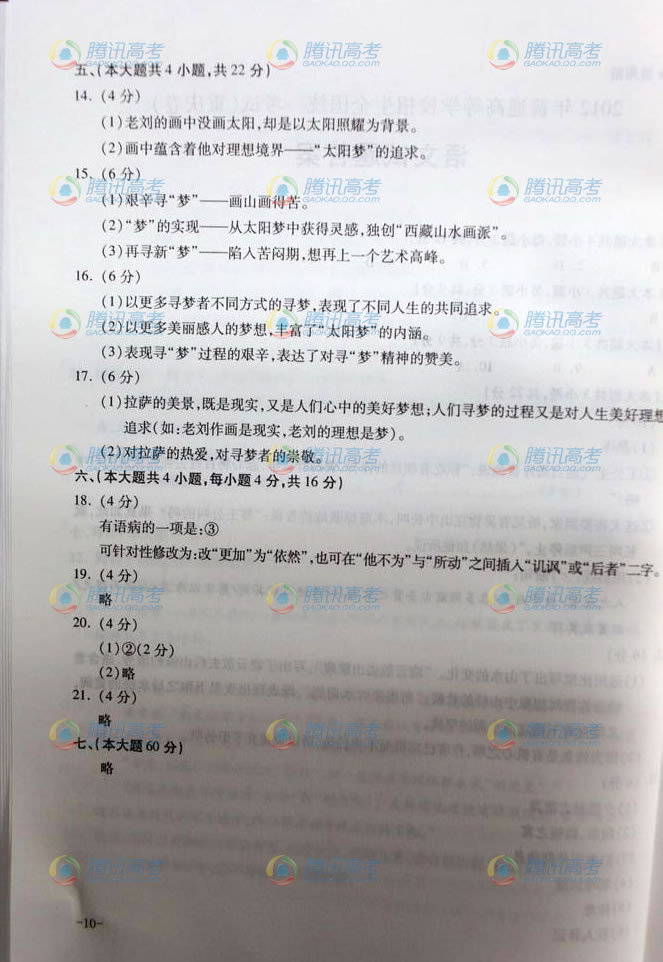 五、(本大题共4小题,共22分)
14. (4分)
(1)老刘的画中没画太阳,却是以太阳照耀为背景。
(2)画中蕴含着他对理想境界——“太阳梦”的追求。
15. (6分)
(1)艰辛寻“梦”——画山画得苦。
(2)“梦”的实现——从太阳梦中获得灵感,独创“西藏山水画派”。
(3)再寻新“梦”——陷入苦闷期,想再上一个艺术高峰。
16. (6分)
(1)以更多寻梦者不同方式的寻梦,表现了不同人生的共同追求。
(2)以更多美丽感人的梦想,丰富了“太阳梦”的内涵。
(3)表现寻“梦”过程的艰辛,表达了对寻“梦”精神的赞美。
17. (6分)
(1)拉萨的美景,既是现实,又是人们心中的美好梦想;人们寻梦的过程又是对人生美好理想
追求(如:老刘作画是现实,老刘的理想是梦)。
(2)对拉萨的热爱,对寻梦者的崇敬。
六、(本大题共4小题,每小题4分,共16分)
18. (4分)
有语病的一项是:③
可针对性修改为:改“更加”为“依然”,也可在“他不为”与“所动”之间插入“讥讽”或“后者”二字。
19. (4分)
略
20. (4分)
(1)②(2分)
(2)略
21. (4分)
略
七、(本大题60分)
略
-10-
腾讯高考
GAOKAO.QQ.COM